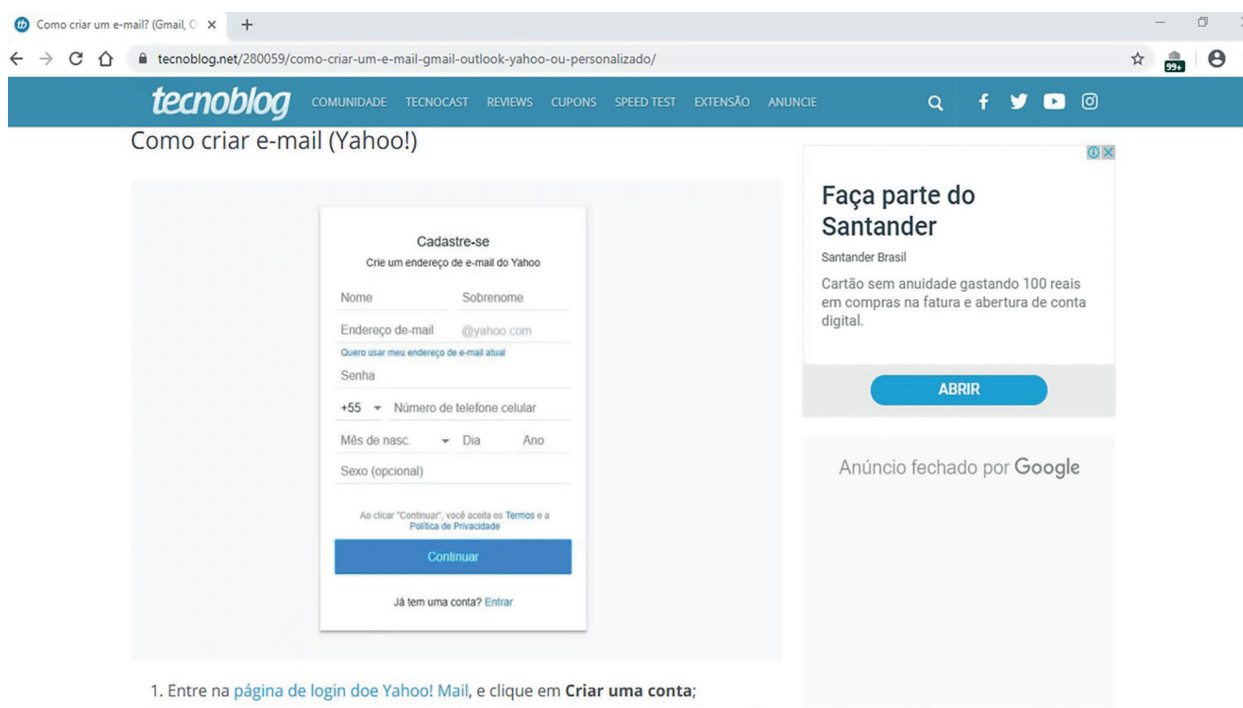 Como criar um e-mail? (Gmail, O
tecnoblog.net/280059/como-criar-um-e-mail-gmail-outlook-yahoo-ou-personalizado/
99+
tecnoblog COMUNIDADE TECNOCAST REVIEWS CUPONS SPEED TEST EXTENSÃO ANUNCIE
Como criar e-mail (Yahoo!)
Cadastre-se
Crie um endereço de e-mail do Yahoo
Nome Sobrenome
Endereço de-mail @yahoo.com
Quero usar meu endereço de e-mail atual
Senha
+55 Número de telefone celular
Mês de nasc. Dia Ano
Sexo (opcional)
Ao clicar "Continuar", você aceita os Termos e a
Política de Privacidade
Continuar
Já tem uma conta? Entrar
1. Entre na página de login doe Yahoo! Mail, e clique em Criar uma conta;
Faça parte do
Santander
Santander Brasil
Cartão sem anuidade gastando 100 reais
em compras na fatura e abertura de conta
digital.
ABRIR
Anúncio fechado por Google